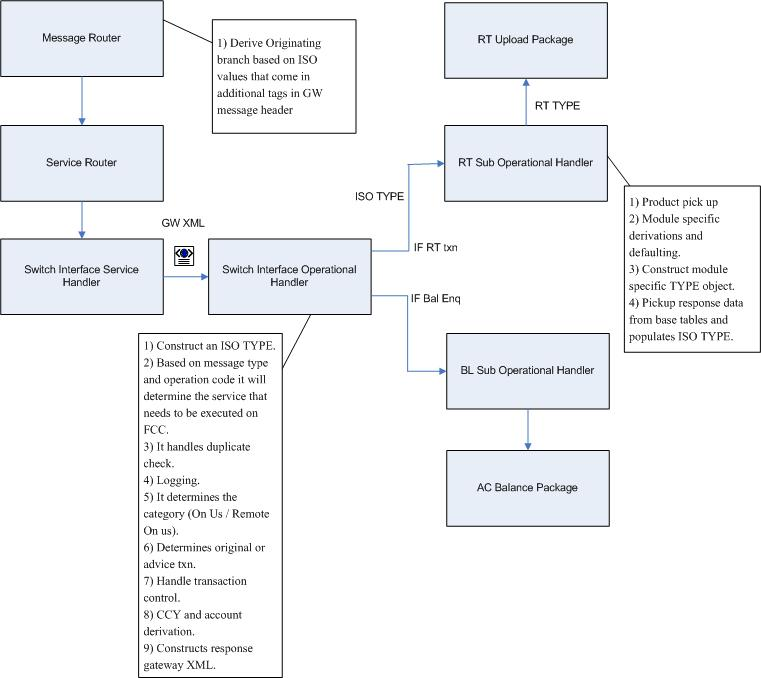 Message Router
1) Derive Originating
branch based on ISO
values that come in
additional tags in GW
message header
RT Upload Package
RT TYPE
Service Router
RT Sub Operational Handler
ISO TYPE
1) Product pick up
2) Module specific
derivations and
defaulting.
3) Construct module
specific TYPE object.
4) Pickup response data
from base tables and
populates ISO TYPE.
GW XML
IF RT txn
Switch Interface Service
Handler
Switch Interface Operational
Handler
IF Bal Enq
1) Construct an ISO TYPE.
2) Based on message type
and operation code it will
determine the service that
needs to be executed on
FCC.
3) It handles duplicate
check.
4) Logging.
5) It determines the
category (On Us / Remote
On us).
6) Determines original or
advice txn.
7) Handle transaction
control.
8) CCY and account
derivation.
9) Constructs response
gateway XML.
BL Sub Operational Handler
AC Balance Package